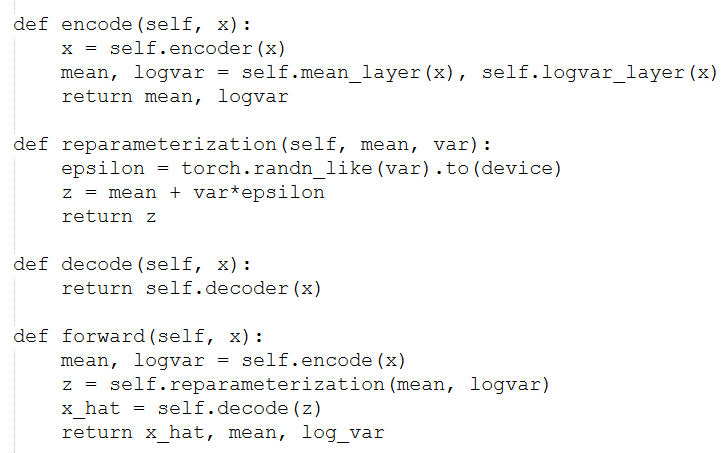 def encode(self, x):
    x = self.encoder(x)
    mean, logvar = self.mean_layer(x), self.logvar_layer(x)
    return mean, logvar

def reparameterization(self, mean, var):
    epsilon = torch.randn_like(var).to(device)
    z = mean + var*epsilon
    return z

def decode(self, x):
    return self.decoder(x)

def forward(self, x):
    mean, logvar = self.encode(x)
    z = self.reparameterization(mean, logvar)
    x_hat = self.decode(z)
    return x_hat, mean, log_var